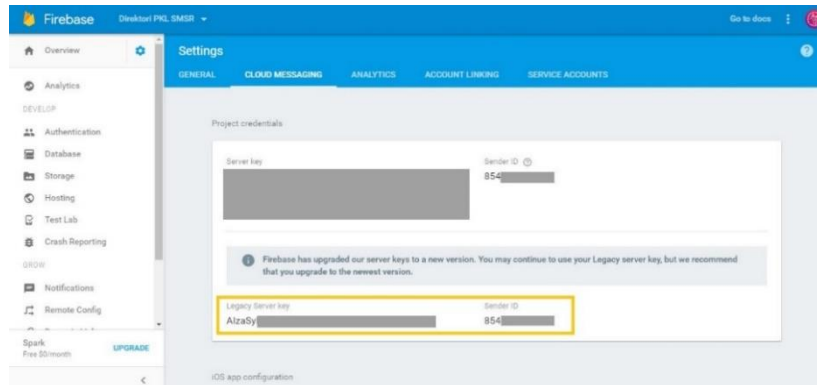 Firebase
Direktori PKL SMSR
Go to docs
Overview
Analytics
DEVELOP
Authentication
Database
Storage
Hosting
Test Lab
Crash Reporting
GROW
Notifications
Remote Config
Spark
Free $0/month
UPGRADE
Settings
GENERAL CLOUD MESSAGING ANALYTICS ACCOUNT LINKING SERVICE ACCOUNTS
Project credentials
Server key Sender ID
854
Firebase has upgraded our server keys to a new version. You may continue to use your Legacy server key, but we recommend
that you upgrade to the newest version.
Legacy Server key Sender ID
AIzaSy 854
iOS app configuration